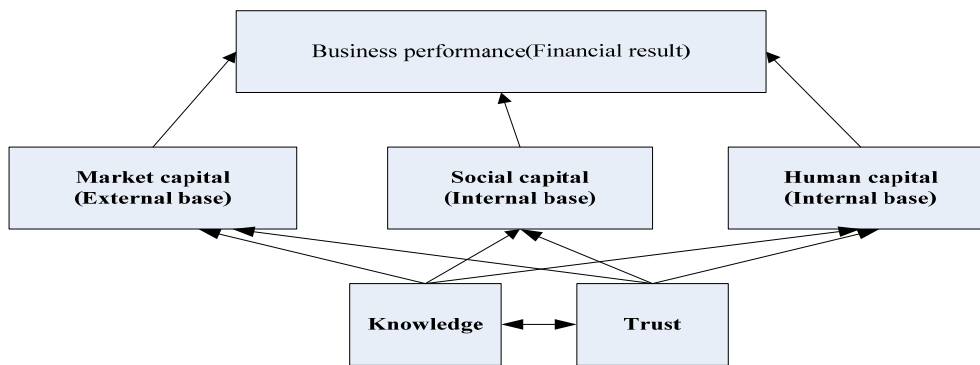 Business performance(Financial result)
Market capital
(External base)
Social capital
(Internal base)
Human capital
(Internal base)
Knowledge
Trust